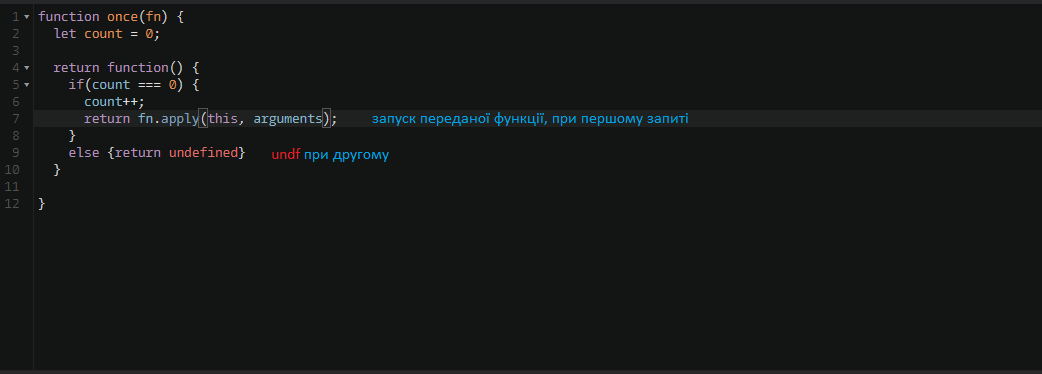 1 function once(fn) {
2 let count = 0;
3
4 return function() {
5 if(count === 0) {
6 count++;
7 return fn.apply(this, arguments); запуск переданої функції, при першому запиті
8 }
9 else {return undefined} undf при другому
10 }
11
12 }